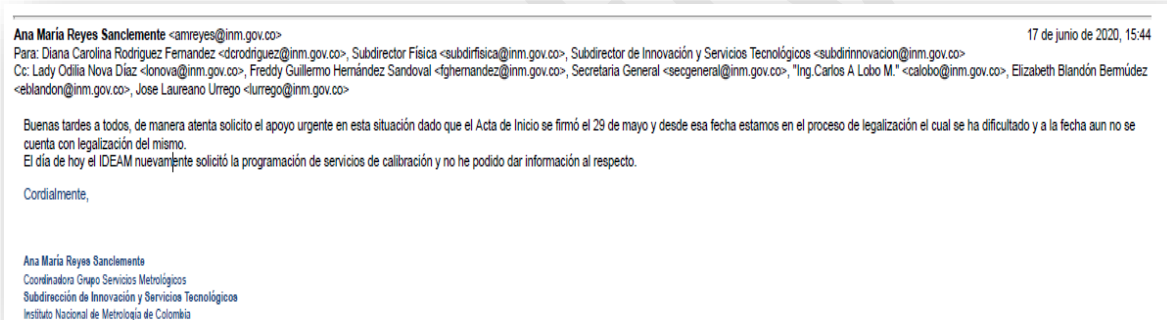 Ana María Reyes Sanclemente <amreyes@inm.gov.co> 17 de junio de 2020, 15:44
Para: Diana Carolina Rodriguez Fernandez <dcrodriguez@inm.gov.co>, Subdirector Física <subdirfisica@inm.gov.co>, Subdirector de Innovación y Servicios Tecnológicos <subdirinnovacion@inm.gov.co>
Cc: Lady Odilia Nova Díaz <lonova@inm.gov.co>, Freddy Guillermo Hernández Sandoval <fghernandez@inm.gov.co>, Secretaria General <secgeneral@inm.gov.co>, "Ing.Carlos A Lobo M." <calobo@inm.gov.co>, Elizabeth Blandón Bermúdez
<eblandon@inm.gov.co>, Jose Laureano Urrego <lurrego@inm.gov.co>
Buenas tardes a todos, de manera atenta solicito el apoyo urgente en esta situación dado que el Acta de Inicio se firmó el 29 de mayo y desde esa fecha estamos en el proceso de legalización el cual se ha dificultado y a la fecha aun no se
cuenta con legalización del mismo.
El día de hoy el IDEAM nuevamente solicitó la programación de servicios de calibración y no he podido dar información al respecto.
Cordialmente,
Ana María Reyes Sanclemente
Coordinadora Grupo Servicios Metrológicos
Subdirección de Innovación y Servicios Tecnológicos
Instituto Nacional de Metrología de Colombia